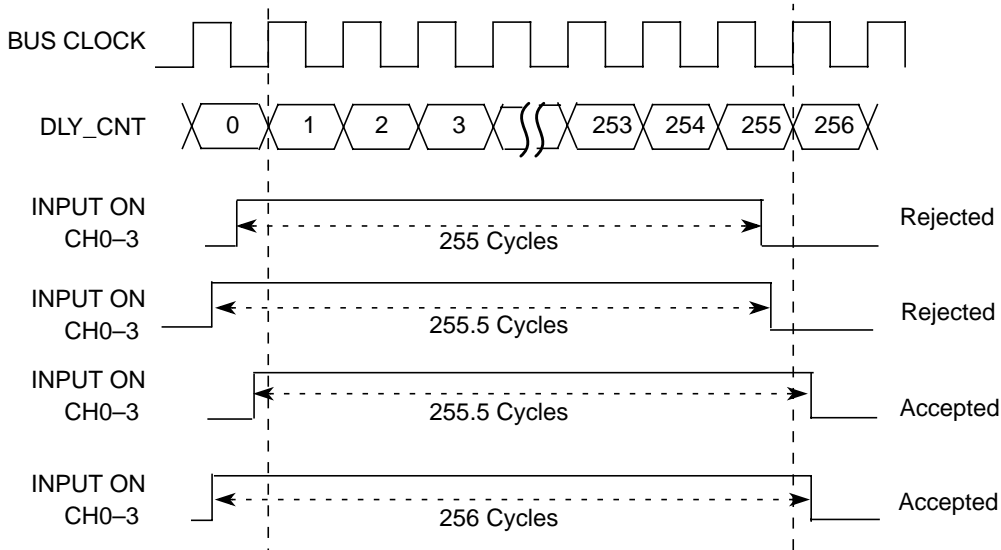 BUS CLOCK
DLY_CNT
0 1 2 3 253 254 255 256
INPUT ON
CH0–3
255 Cycles
Rejected
INPUT ON
CH0–3
255.5 Cycles
Rejected
INPUT ON
CH0–3
255.5 Cycles
Accepted
INPUT ON
CH0–3
256 Cycles
Accepted